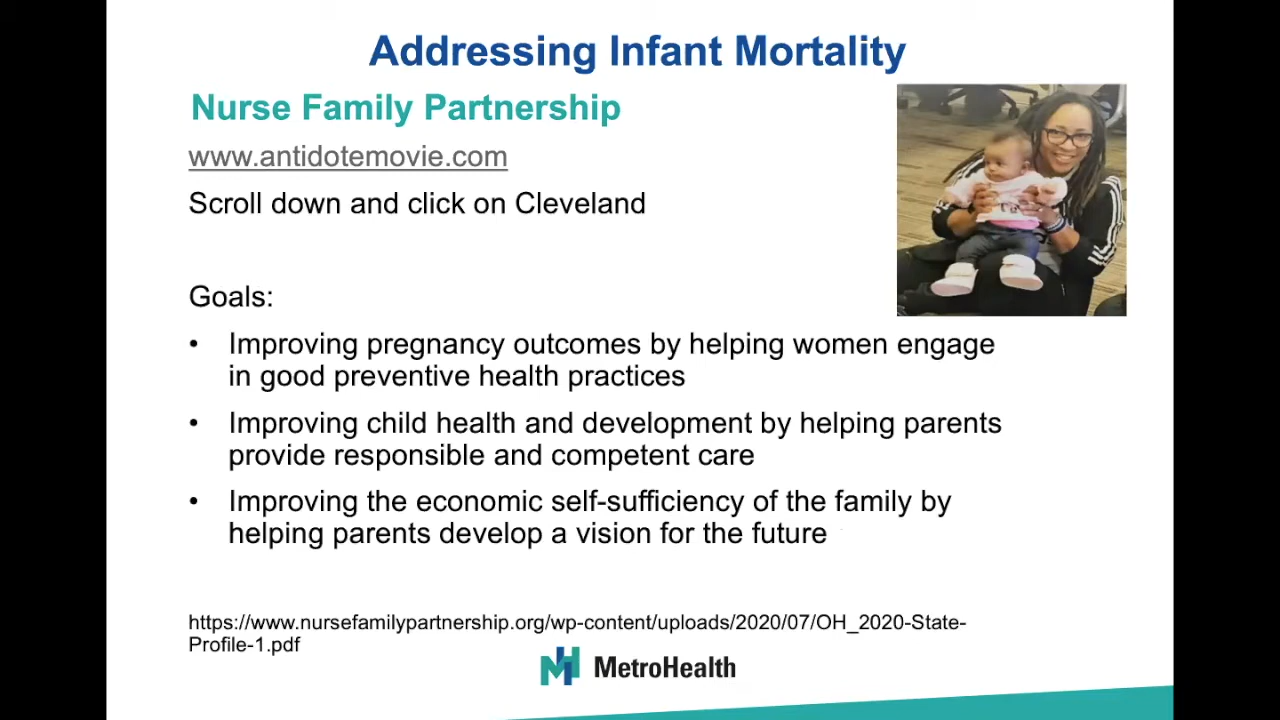 Addressing Infant Mortality
Nurse Family Partnership
www.antidotemovie.com
Scroll down and click on Cleveland
Goals:
• Improving pregnancy outcomes by helping women engage
in good preventive health practices
• Improving child health and development by helping parents
provide responsible and competent care
• Improving the economic self-sufficiency of the family by
helping parents develop a vision for the future
https://www.nursefamilypartnership.org/wp-content/uploads/2020/07/OH_2020-State-
Profile-1.pdf
MetroHealth